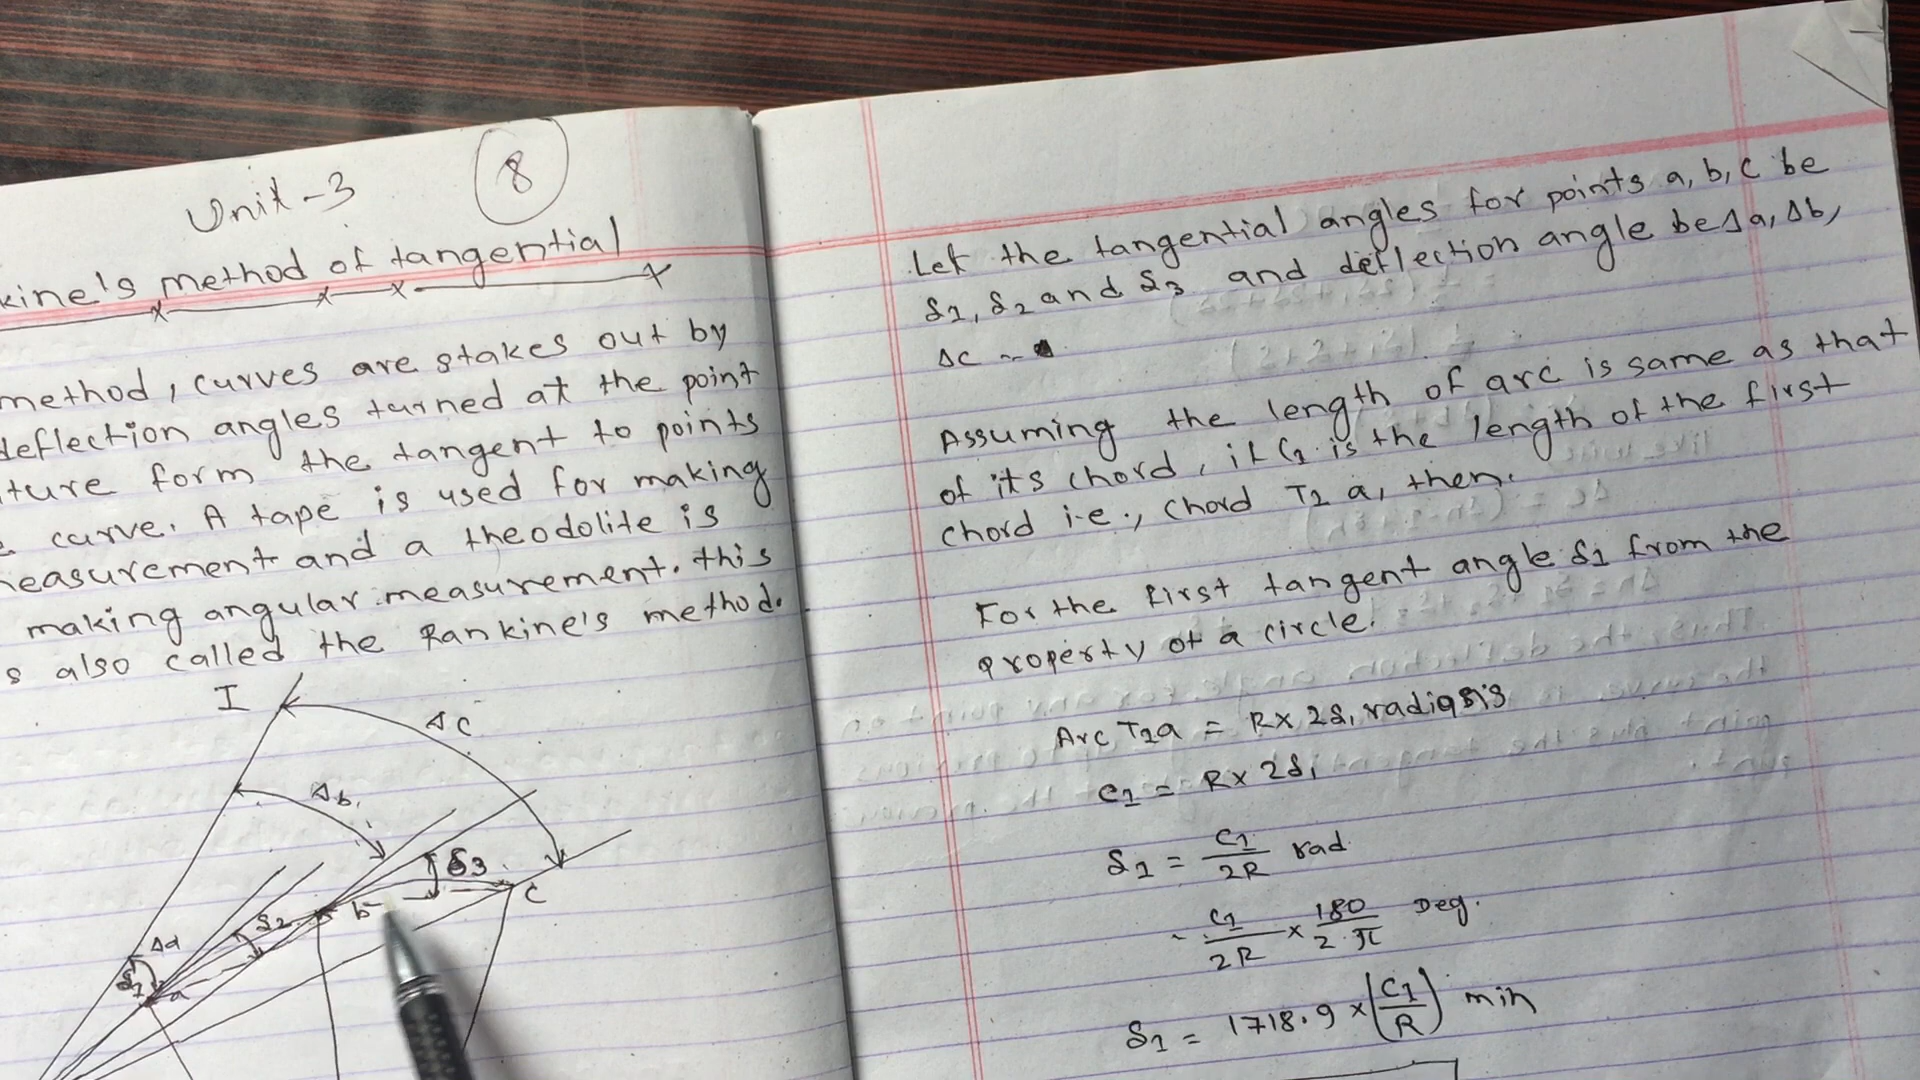 Unit-3
8
kine's method of tangential
method, curves are stakes out by
deflection angles turned at the point
ture form the tangent to points
curve. A tape is used for making
measurement and a theodolite is
making angular measurement. this
s also called the Rankine's method.
I
Δc
Δb
δ3
c
b
δ2
Δa
δ1
a
Let the tangential angles for points a, b, c be
δ1, δ2 and δ3 and deflection angle be Δa, Δb,
Δc
Assuming the length of arc is same as that
of its chord, if C1 is the length of the first
chord i.e., chord T1 a, then.
For the first tangent angle δ1 from the
property of a circle.
Arc T1a = R× 2δ1 radians
c1 = R× 2δ1
δ1 = C1/2R rad
- C1/2R × 180/2.π Deg.
δ1 = 1718.9 × (C1/R) min